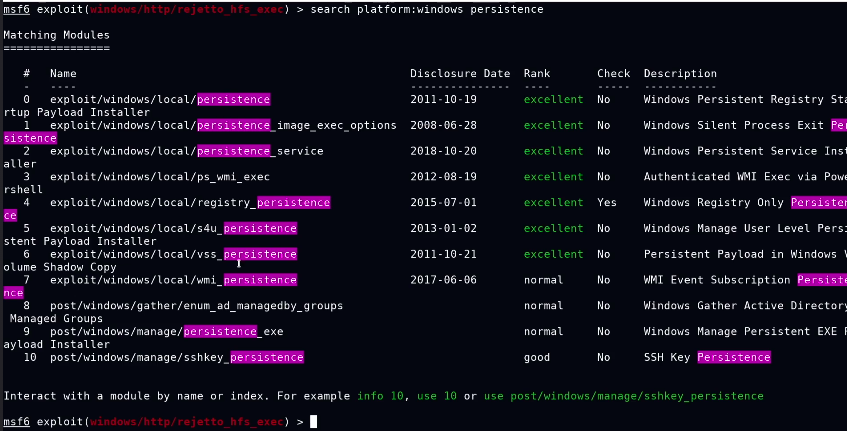 msf6 exploit(windows/http/rejetto_hfs_exec) > search platform:windows persistence
Matching Modules
================
#   Name   Disclosure Date   Rank   Check   Description
-   ----   ---------------   ----   -----   -----------
0   exploit/windows/local/persistence   2011-10-19   excellent   No   Windows Persistent Registry Sta
rtup Payload Installer
1   exploit/windows/local/persistence_image_exec_options   2008-06-28   excellent   No   Windows Silent Process Exit Per
sistence
2   exploit/windows/local/persistence_service   2018-10-20   excellent   No   Windows Persistent Service Inst
aller
3   exploit/windows/local/ps_wmi_exec   2012-08-19   excellent   No   Authenticated WMI Exec via Powe
rshell
4   exploit/windows/local/registry_persistence   2015-07-01   excellent   Yes   Windows Registry Only Persisten
ce
5   exploit/windows/local/s4u_persistence   2013-01-02   excellent   No   Windows Manage User Level Persi
stent Payload Installer
6   exploit/windows/local/vss_persistence   2011-10-21   excellent   No   Persistent Payload in Windows V
olume Shadow Copy
7   exploit/windows/local/wmi_persistence   2017-06-06   normal   No   WMI Event Subscription Persiste
nce
8   post/windows/gather/enum_ad_managedby_groups   normal   No   Windows Gather Active Directory
Managed Groups
9   post/windows/manage/persistence_exe   normal   No   Windows Manage Persistent EXE P
ayload Installer
10   post/windows/manage/sshkey_persistence   good   No   SSH Key Persistence
Interact with a module by name or index. For example info 10, use 10 or use post/windows/manage/sshkey_persistence
msf6 exploit(windows/http/rejetto_hfs_exec) >